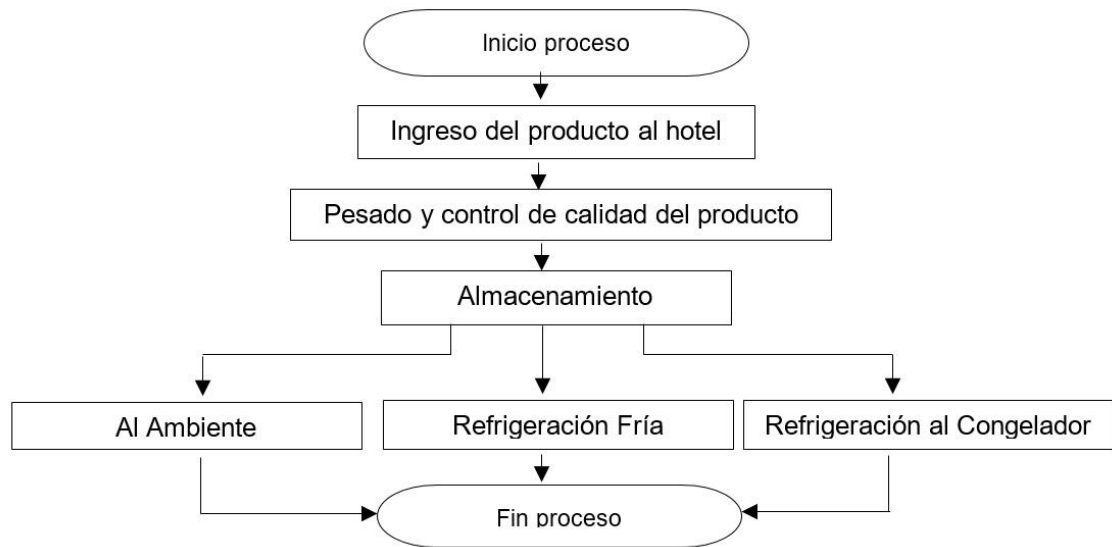 Inicio proceso
Ingreso del producto al hotel
Pesado y control de calidad del producto
Almacenamiento
Al Ambiente
Refrigeración Fría
Refrigeración al Congelador
Fin proceso